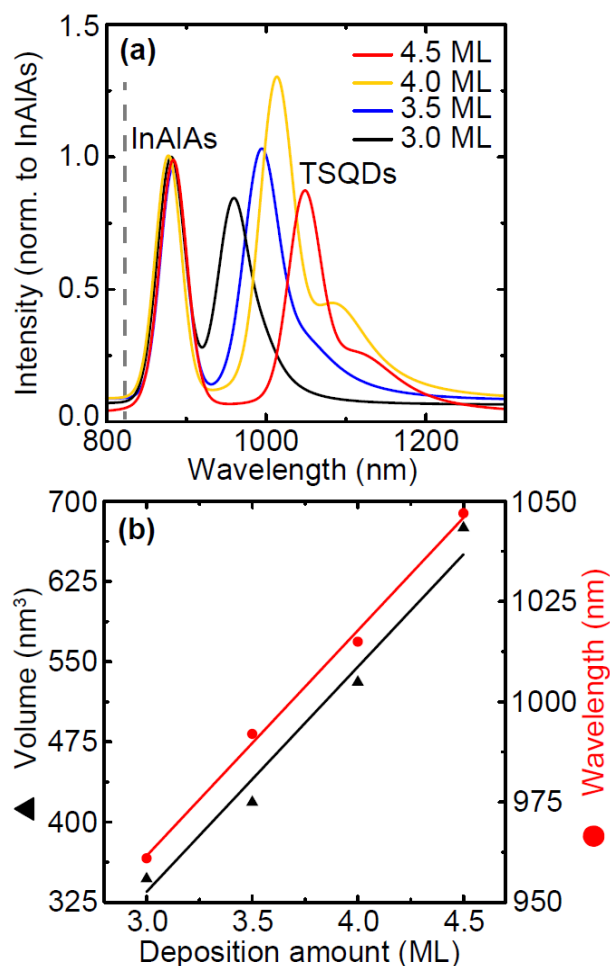 (a)
4.5 ML
4.0 ML
3.5 ML
3.0 ML
InAlAs
TSQDs
Intensity (norm. to InAlAs)
1.5
1.0
0.5
0.0
800 1000 1200
Wavelength (nm)
(b)
Volume (nm³)
700
625
550
475
400
325
1050
1025
1000
975
950
Wavelength (nm)
3.0 3.5 4.0 4.5
Deposition amount (ML)